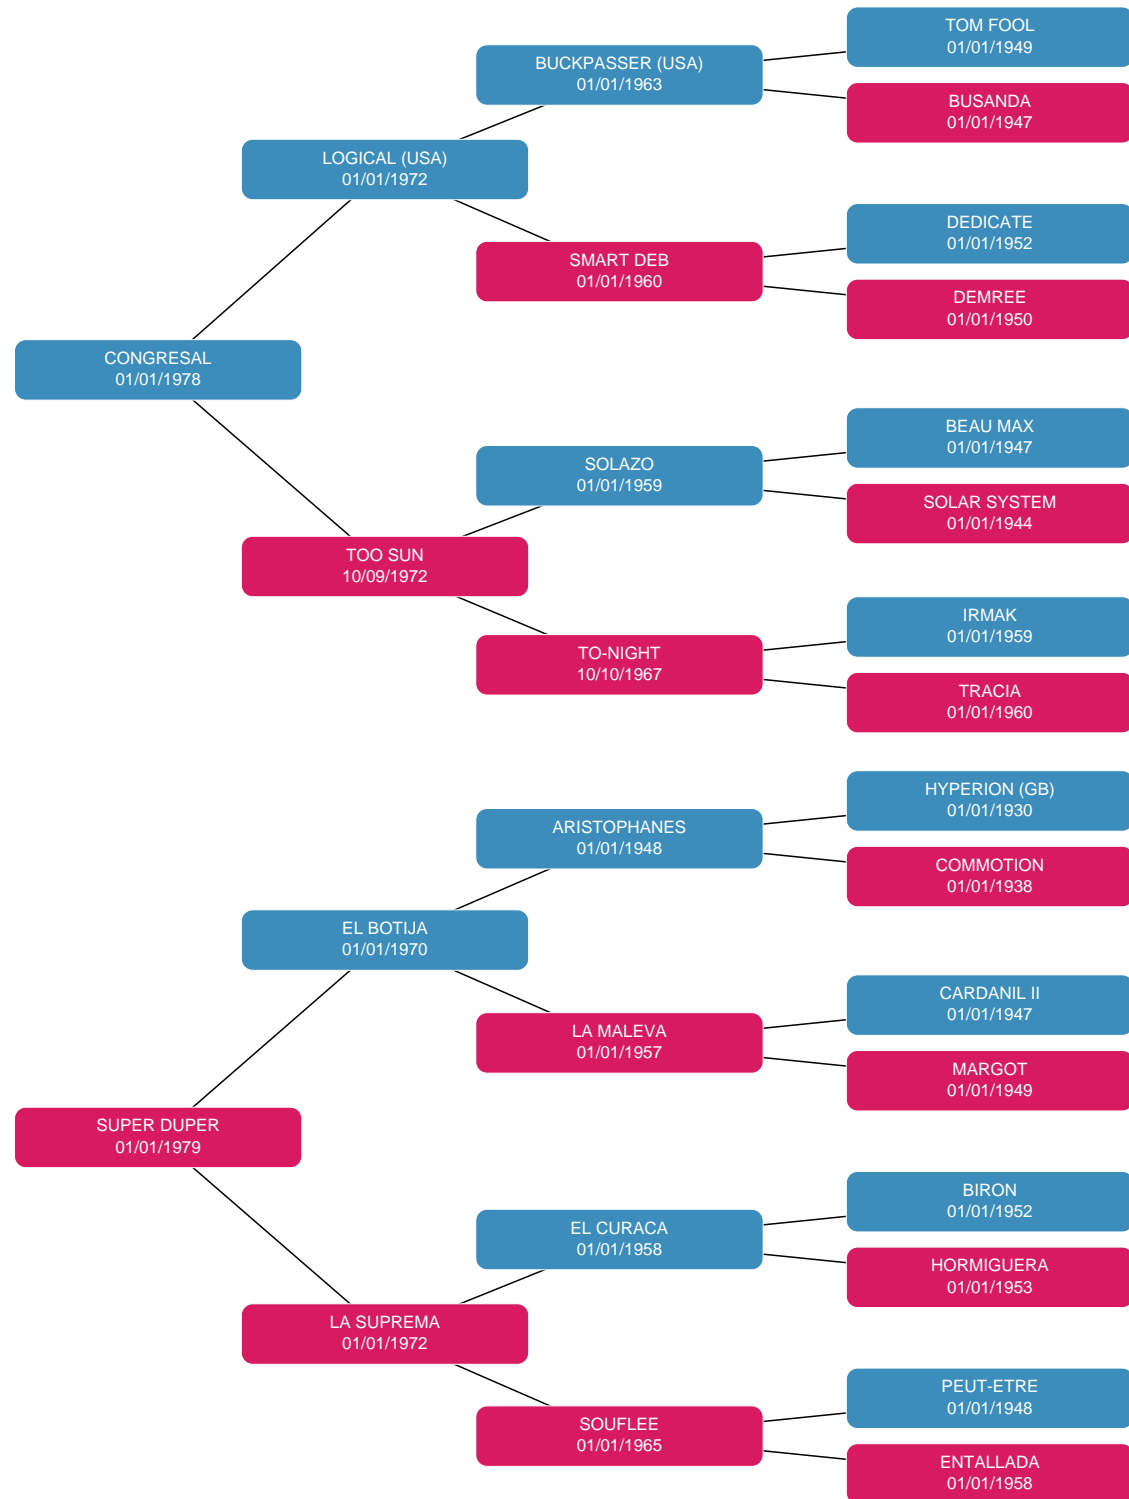 TOM FOOL
01/01/1949
BUCKPASSER (USA)
01/01/1963
BUSANDA
01/01/1947
LOGICAL (USA)
01/01/1972
DEDICATE
01/01/1952
SMART DEB
01/01/1960
DEMREE
01/01/1950
CONGRESAL
01/01/1978
BEAU MAX
01/01/1947
SOLAZO
01/01/1959
SOLAR SYSTEM
01/01/1944
TOO SUN
10/09/1972
IRMAK
01/01/1959
TO-NIGHT
10/10/1967
TRACIA
01/01/1960
HYPERION (GB)
01/01/1930
ARISTOPHANES
01/01/1948
COMMOTION
01/01/1938
EL BOTIJA
01/01/1970
CARDANIL II
01/01/1947
LA MALEVA
01/01/1957
MARGOT
01/01/1949
SUPER DUPER
01/01/1979
BIRON
01/01/1952
EL CURACA
01/01/1958
HORMIGUERA
01/01/1953
LA SUPREMA
01/01/1972
PEUT-ETRE
01/01/1948
SOUFLEE
01/01/1965
ENTALLADA
01/01/1958